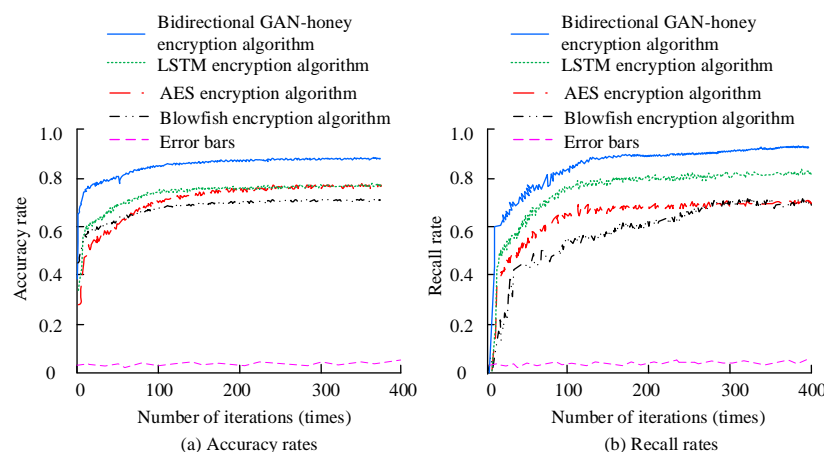 Bidirectional GAN-honey
encryption algorithm
LSTM encryption algorithm
AES encryption algorithm
Blowfish encryption algorithm
Error bars
1.0
0.8
0.6
0.4
0.2
0
Accuracy rate
0
100
200
300
400
Number of iterations (times)
(a) Accuracy rates
Bidirectional GAN-honey
encryption algorithm
LSTM encryption algorithm
AES encryption algorithm
Blowfish encryption algorithm
Error bars
1.0
0.8
0.6
0.4
0.2
0
Recall rate
0
100
200
300
400
Number of iterations (times)
(b) Recall rates